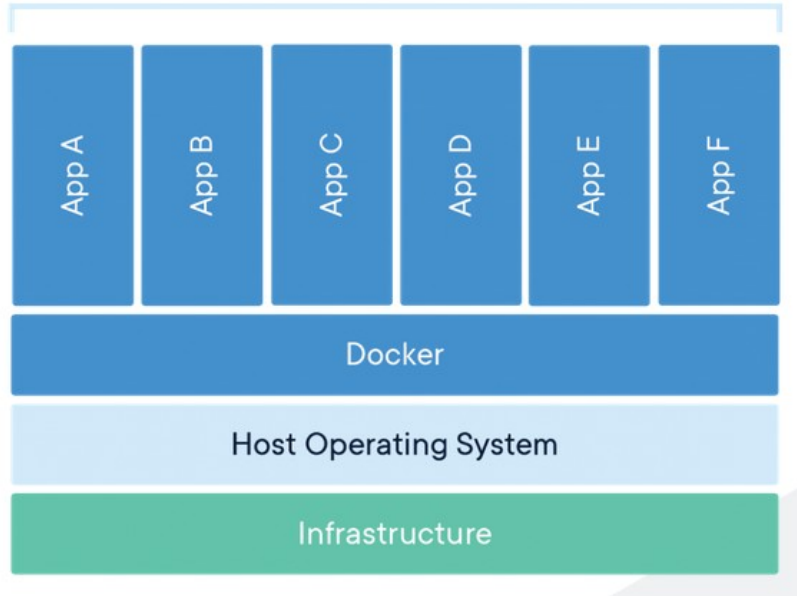 App A
App B
App C
App D
App E
App F
Docker
Host Operating System
Infrastructure